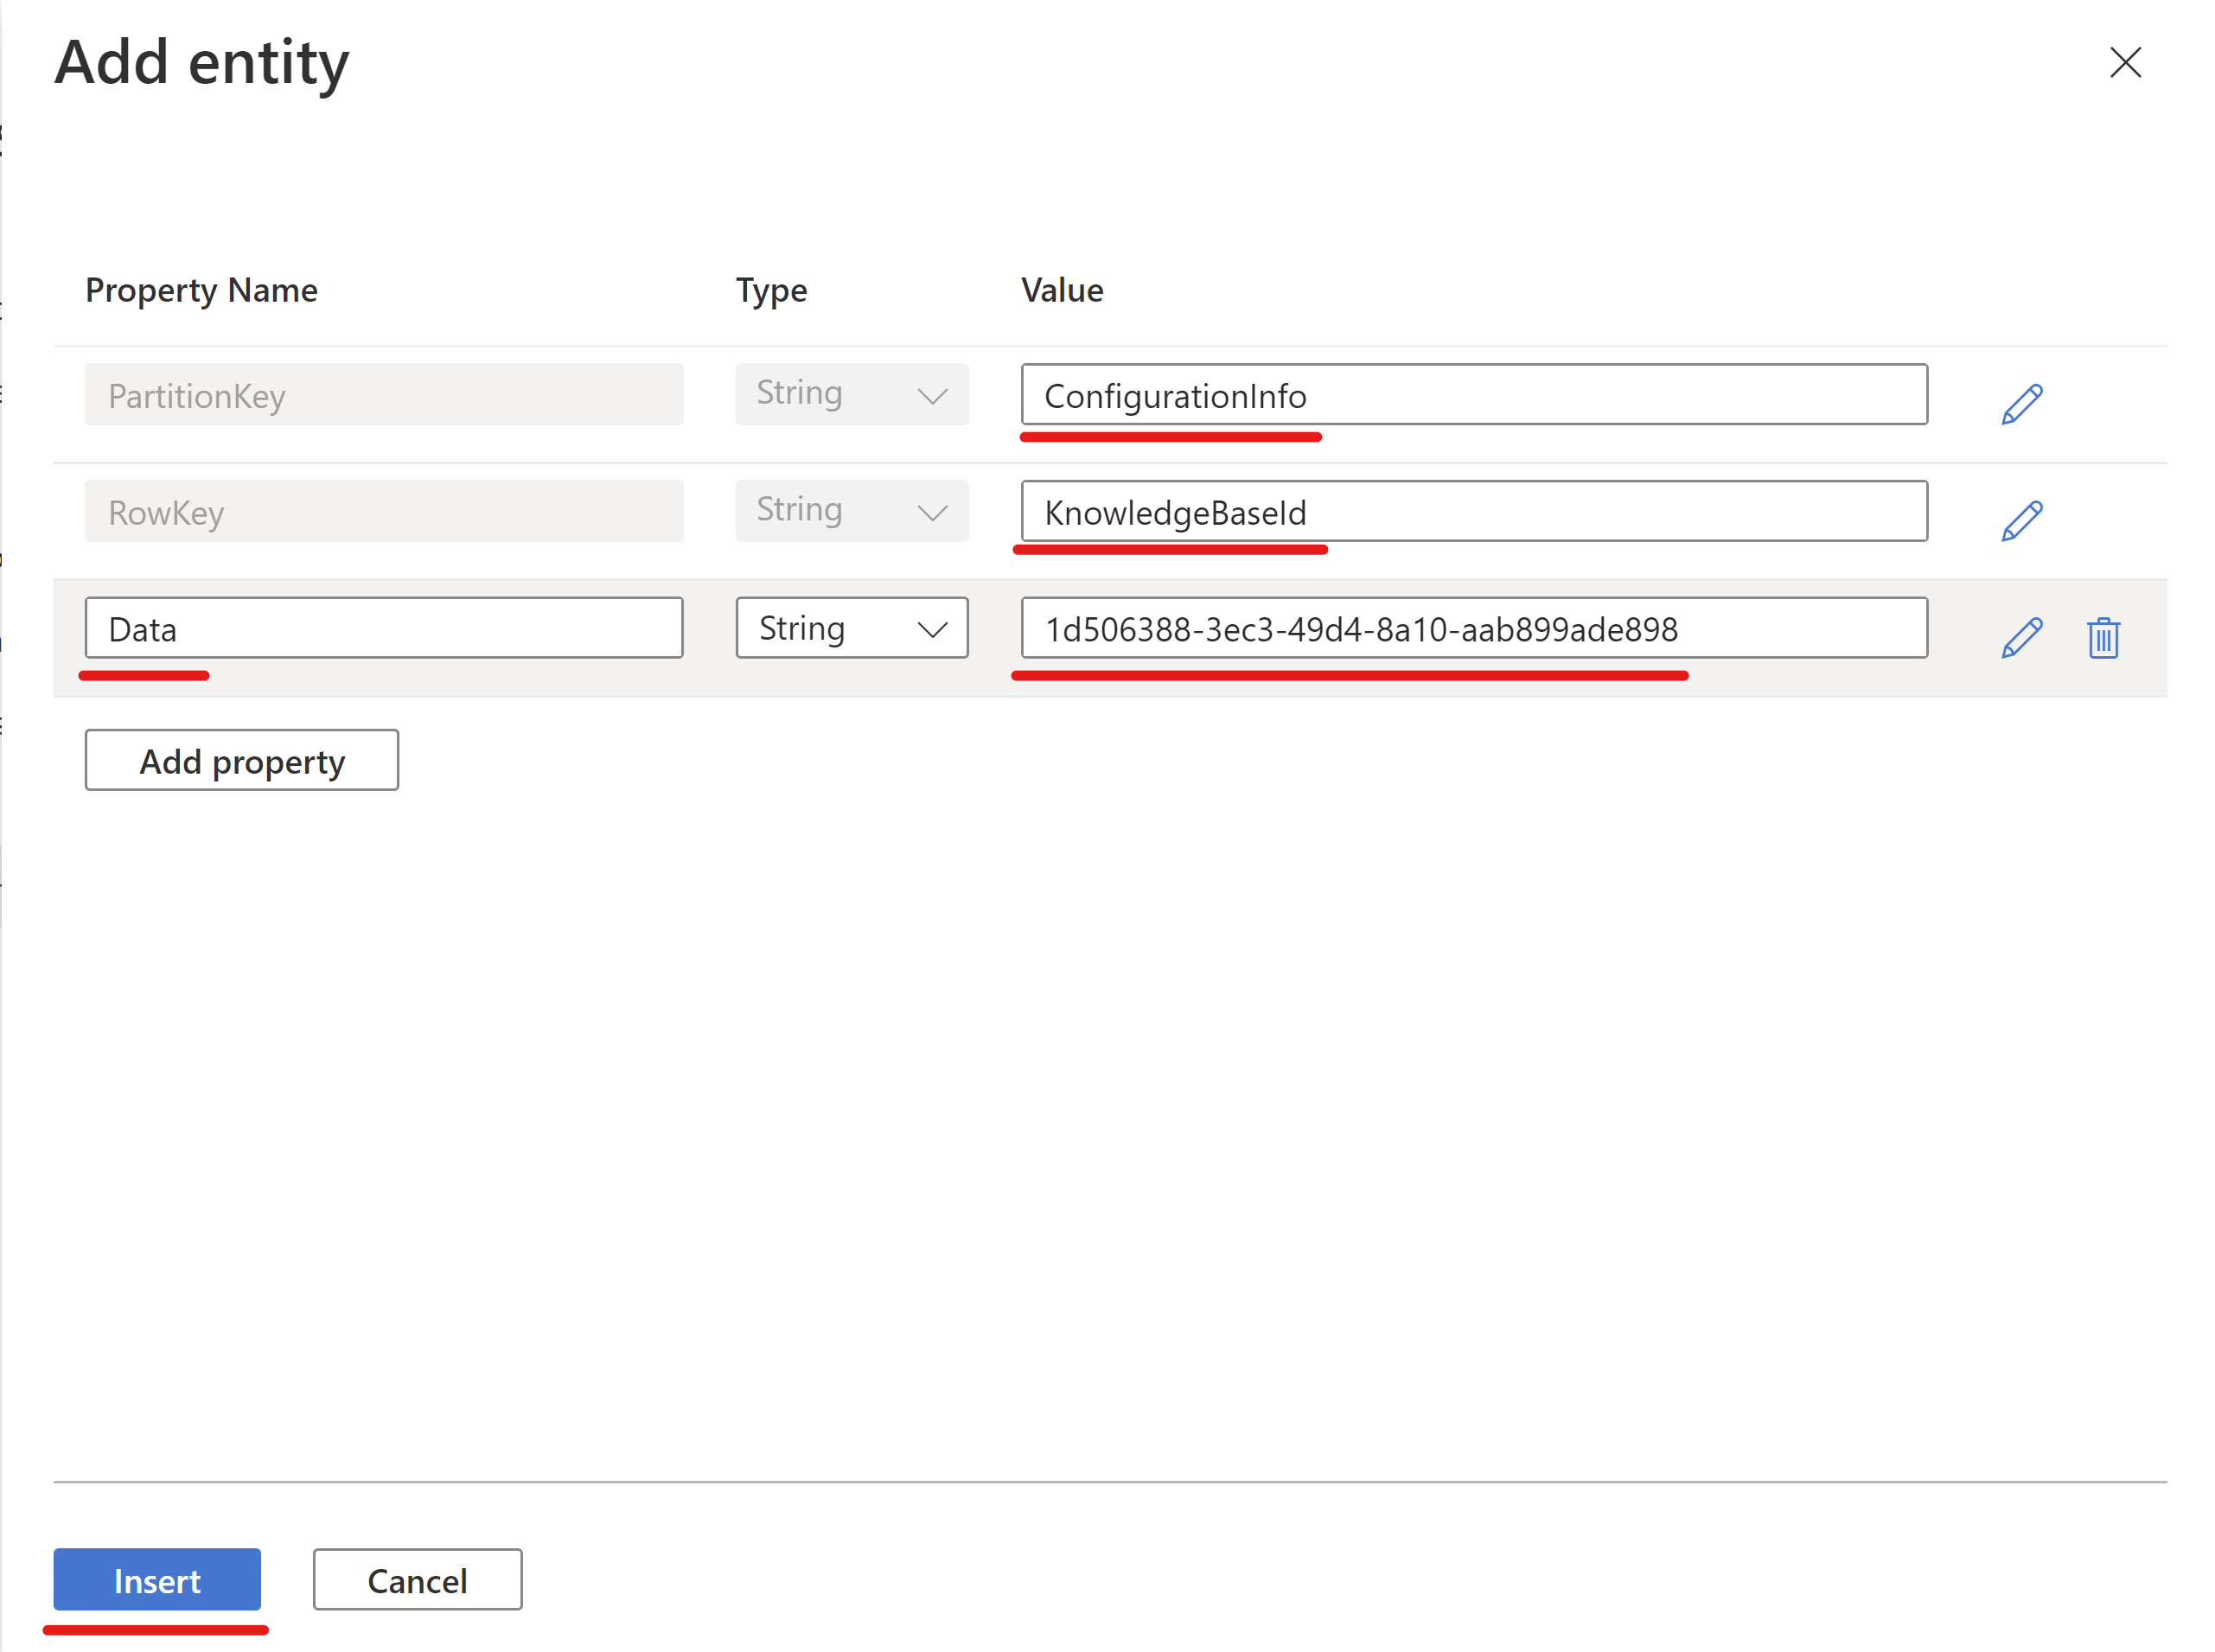 Add entity
Property Name Type Value
PartitionKey String ConfigurationInfo
RowKey String KnowledgeBaseId
Data String 1d506388-3ec3-49d4-8a10-aab899ade898
Add property
Insert Cancel